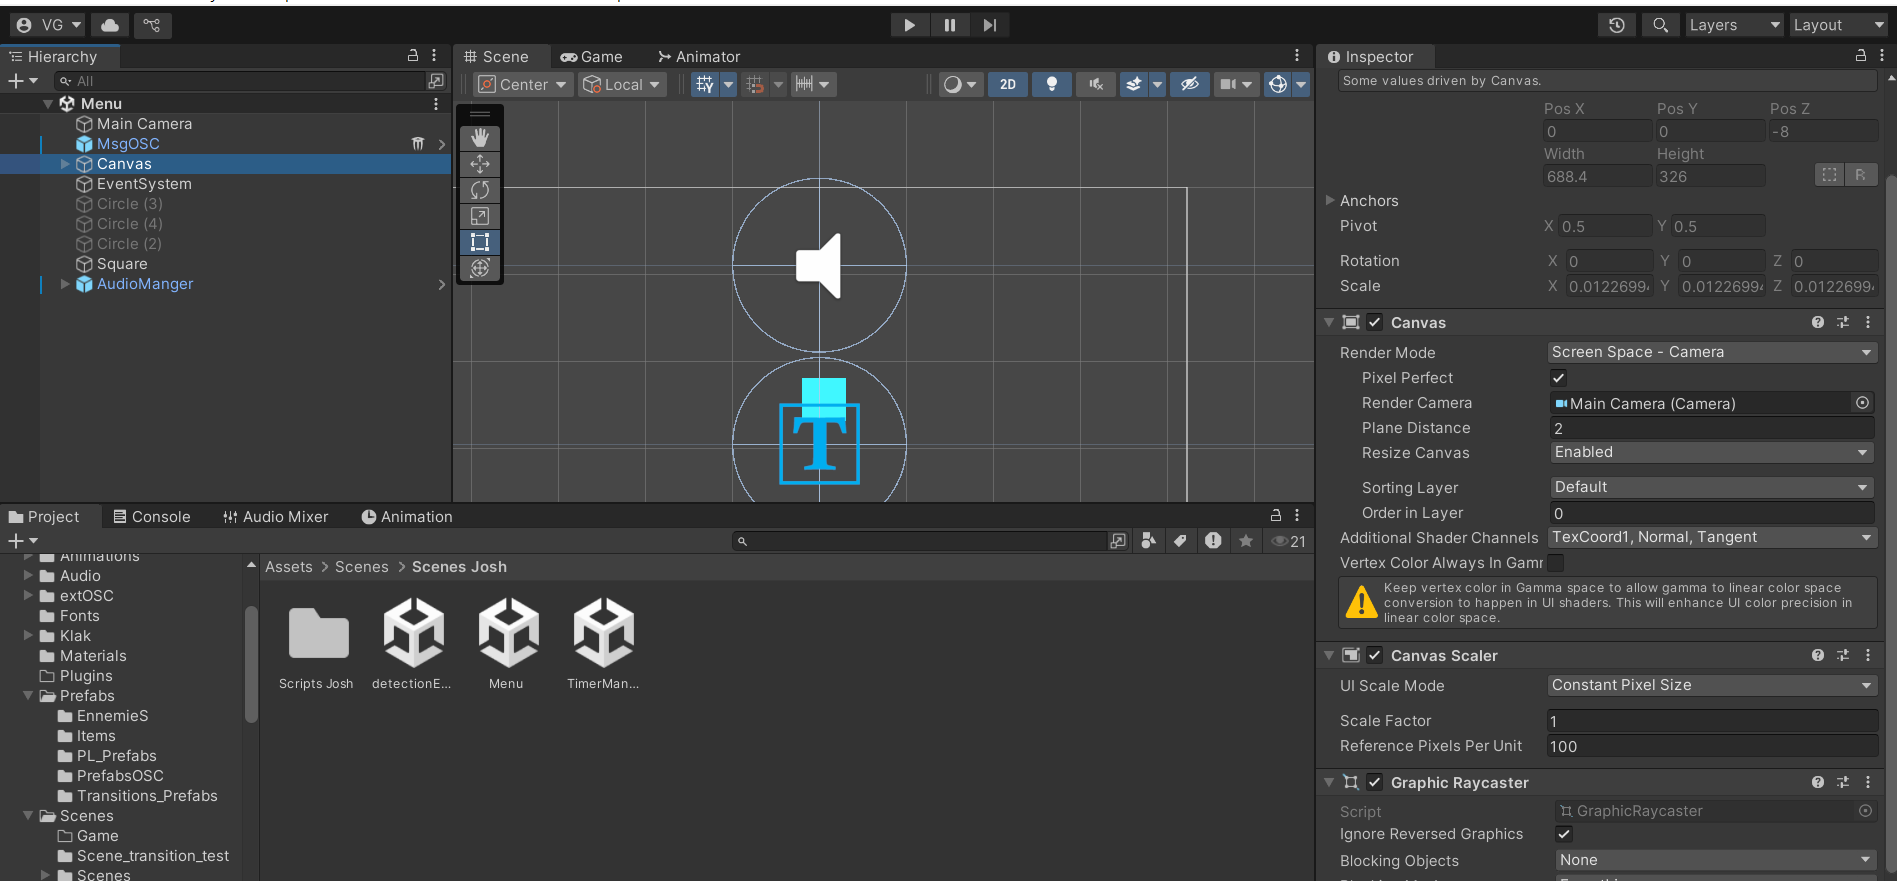 VG
Layers
Layout
Hierarchy
Scene
Game
Animator
Inspector
All
Center
Local
2D
Some values driven by Canvas.
Menu
Main Camera
MsgOSC
Canvas
EventSystem
Circle (3)
Circle (4)
Circle (2)
Square
AudioManger
T
Pos X Pos Y Pos Z
0 0 -8
Width Height
688.4 326
R
Anchors
Pivot X 0.5 Y 0.5
Rotation X 0 Y 0 Z 0
Scale X 0.0122699 Y 0.0122699 Z 0.0122699
Canvas
Render Mode Screen Space - Camera
Pixel Perfect
Render Camera Main Camera (Camera)
Plane Distance 2
Resize Canvas Enabled
Sorting Layer Default
Order in Layer 0
Additional Shader Channels TexCoord1, Normal, Tangent
Vertex Color Always In Gam
Keep vertex color in Gamma space to allow gamma to linear color space
conversion to happen in UI shaders. This will enhance UI color precision in
linear color space.
Canvas Scaler
UI Scale Mode Constant Pixel Size
Scale Factor 1
Reference Pixels Per Unit 100
Graphic Raycaster
Script GraphicRaycaster
Ignore Reversed Graphics
Blocking Objects None
Project
Console
Audio Mixer
Animation
21
Animations
Audio
extOSC
Fonts
Klak
Materials
Plugins
Prefabs
EnnemieS
Items
PL_Prefabs
PrefabsOSC
Transitions_Prefabs
Scenes
Game
Scene_transition_test
Scenes
Assets > Scenes > Scenes Josh
Scripts Josh
detectionE...
Menu
TimerMan...